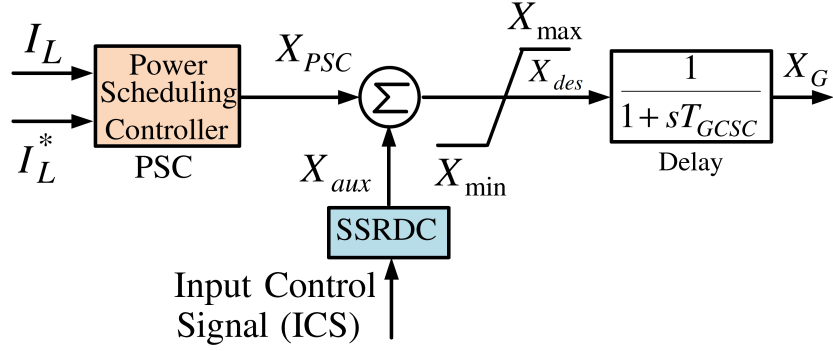 I_L
I_L^*
Power
Scheduling
Controller
PSC
X_PSC
Σ
X_aux
SSRDC
Input Control
Signal (ICS)
X_max
X_des
X_min
1
1 + sT_GCSC
Delay
X_G